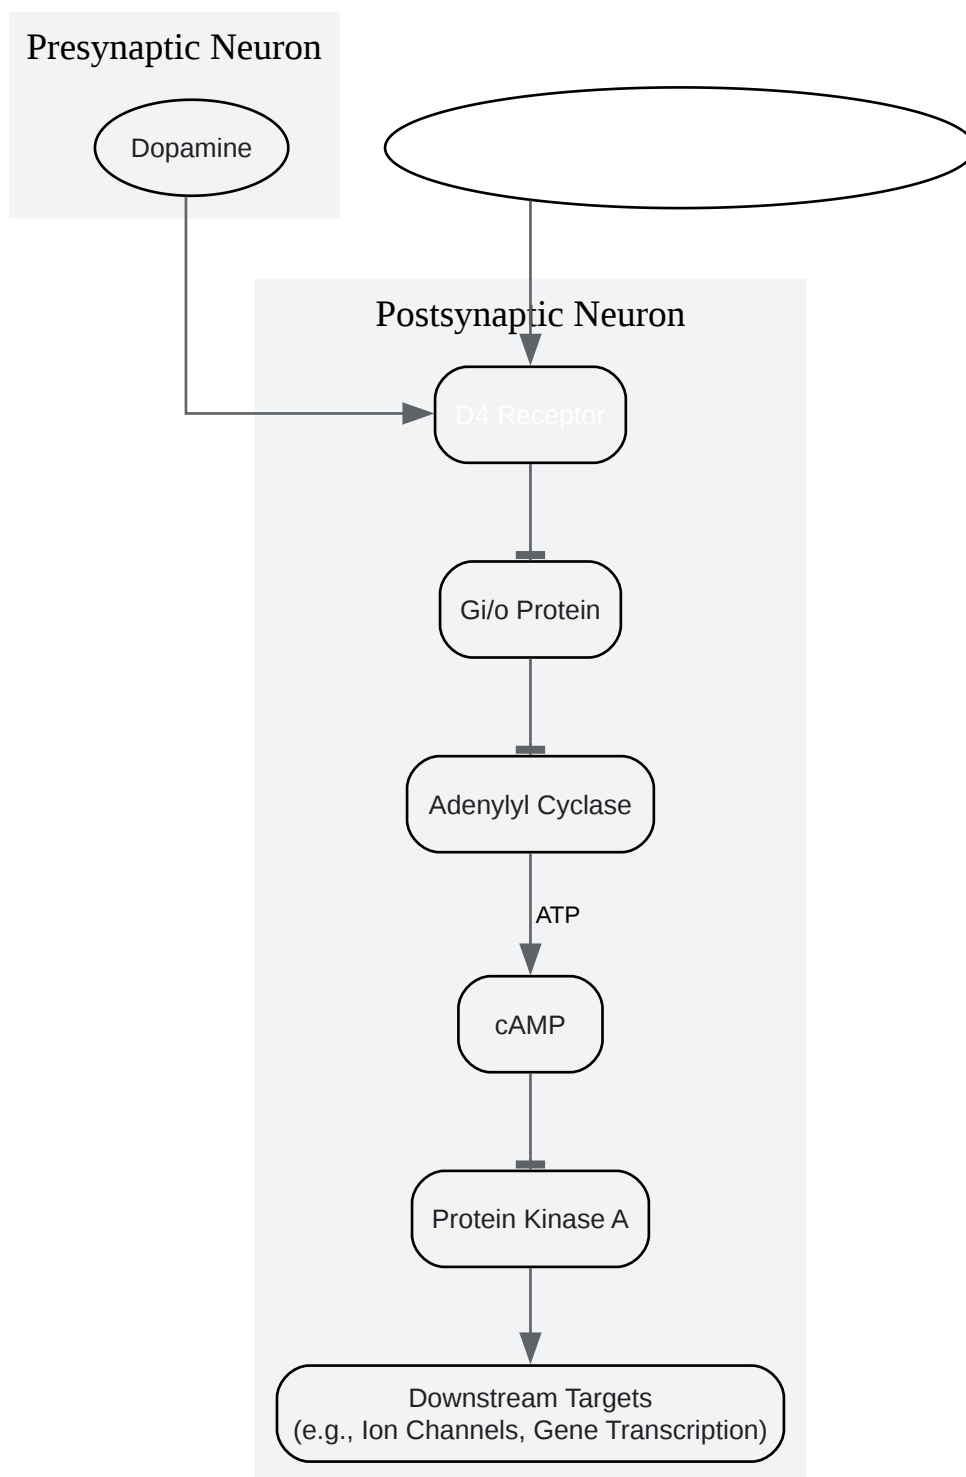 Presynaptic Neuron
Dopamine
Postsynaptic Neuron
D4 Receptor
Gi/o Protein
Adenylyl Cyclase
ATP
cAMP
Protein Kinase A
Downstream Targets
(e.g., Ion Channels, Gene Transcription)